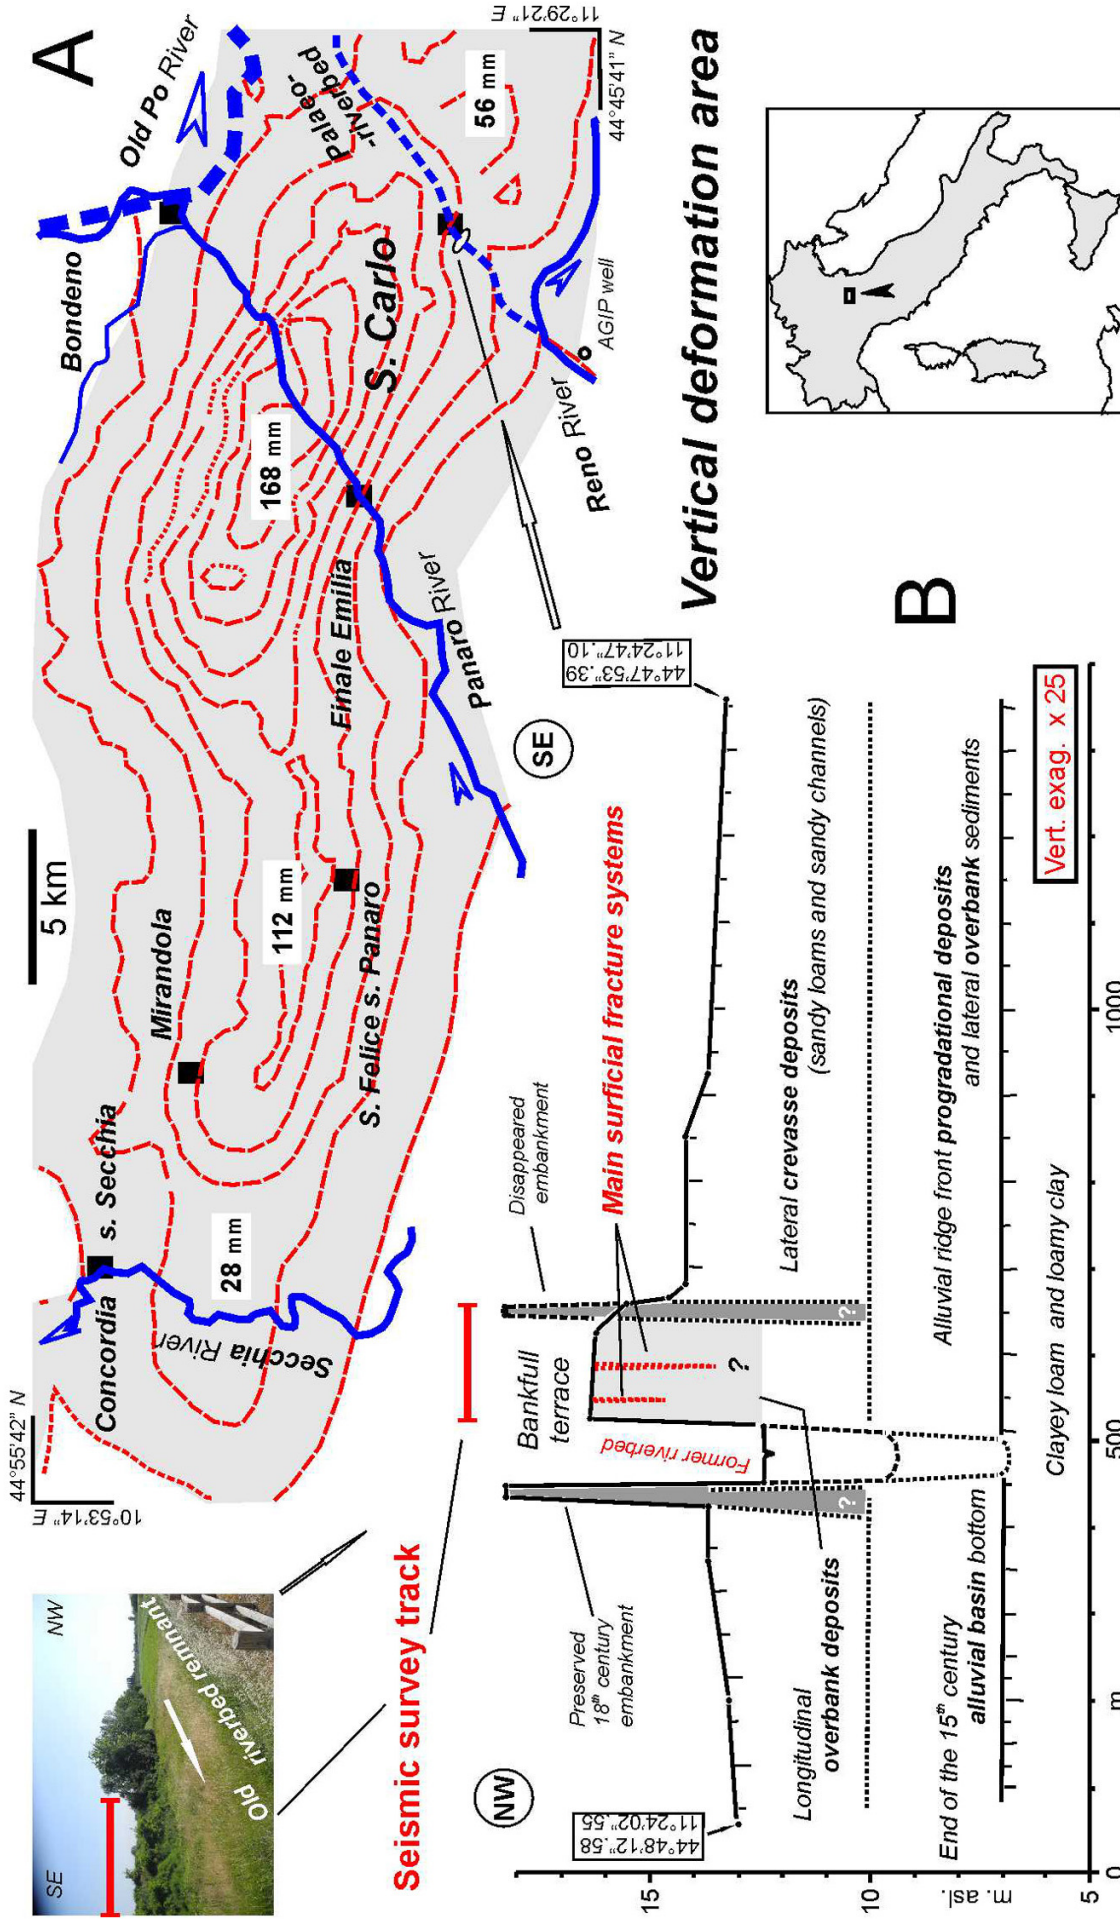 A
SE
NW
Old
riverbed remnant
44°55'42" N
10°53'14" E
Concordia s. Secchia
Secchia River
28 mm
Mirandola
5 km
112 mm
S. Felice s. Panaro
Finale Emilia
Panaro River
168 mm
Bondeno
Old Po River
Palaeo-
-riverbed
S. Carlo
56 mm
Reno River
AGIP well
44°45'41" N
11°29'21" E
Vertical deformation area
Seismic survey track
B
NW
SE
44°48'12".58
11°24'02".55
44°47'53".39
11°24'47".10
Preserved
18th century
embankment
Bankfull
terrace
Former riverbed
Disappeared
embankment
Main surficial fracture systems
?
?
?
Longitudinal
overbank deposits
Lateral crevasse deposits
(sandy loams and sandy channels)
End of the 15th century
alluvial basin bottom
Alluvial ridge front progradational deposits
and lateral overbank sediments
Clayey loam and loamy clay
Vert. exag. x 25
15
10
m. asl.
5
0
m
500
1000